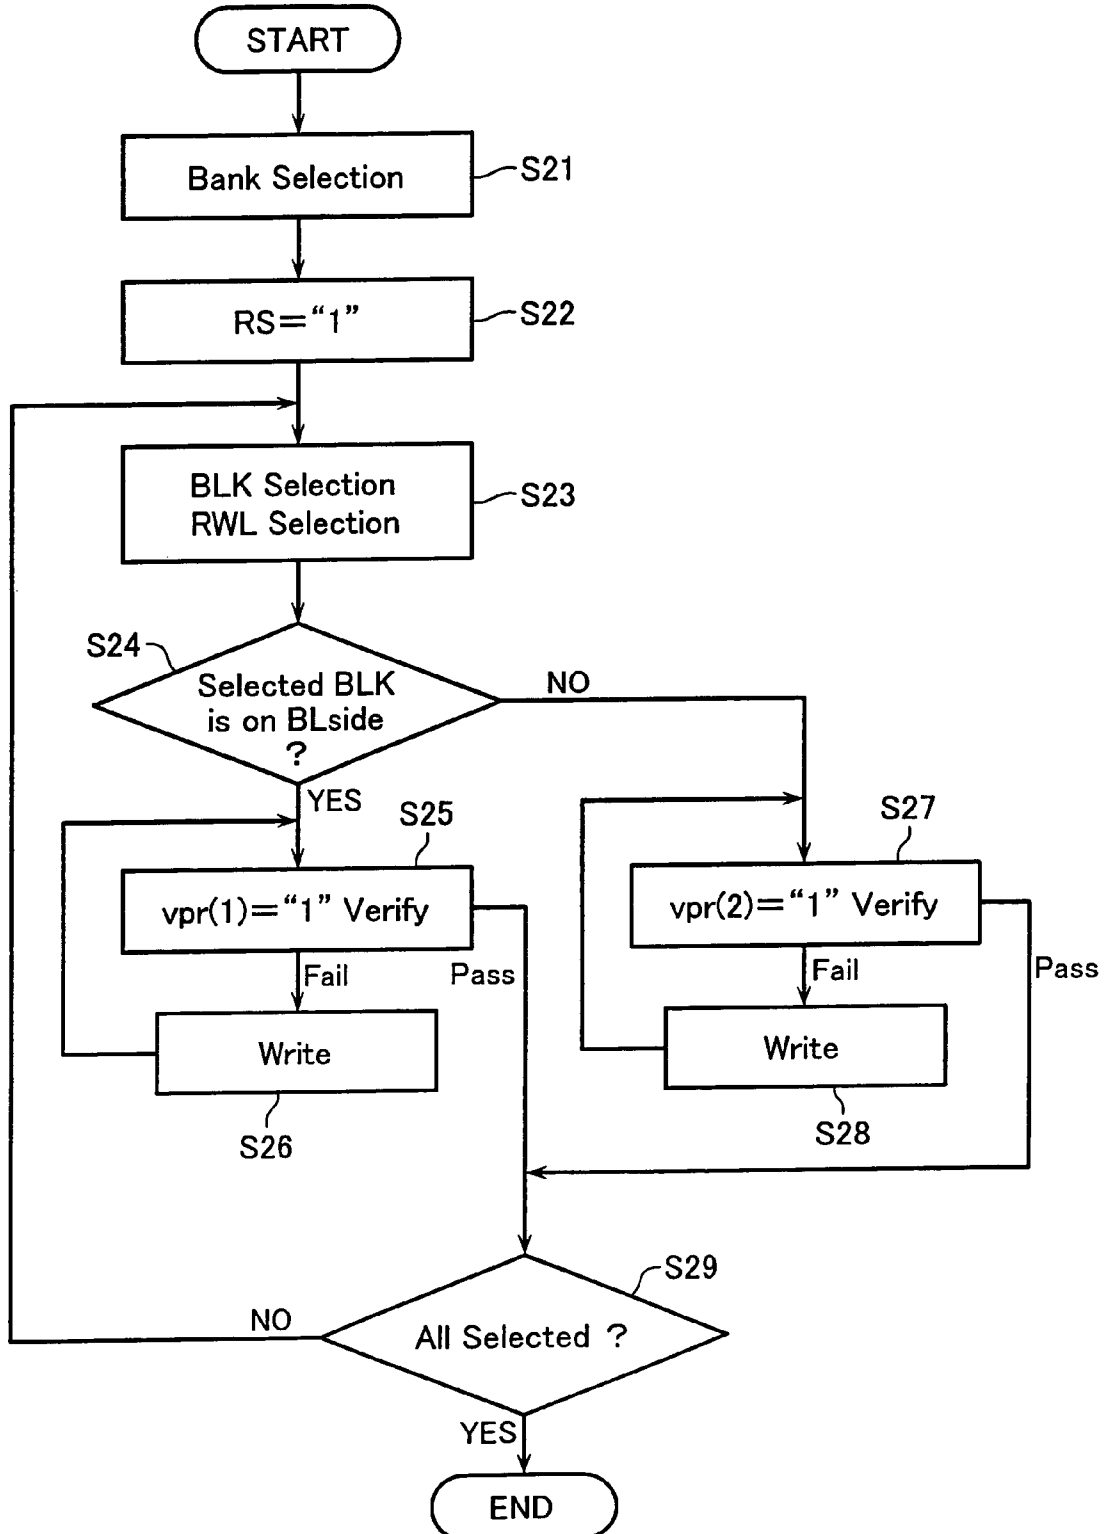 START
Bank Selection
S21
RS=“1”
S22
BLK Selection
RWL Selection
S23
S24
Selected BLK
is on BLside
?
NO
YES
S25
S27
vpr(1)=“1” Verify
vpr(2)=“1” Verify
Fail
Pass
Fail
Pass
Write
Write
S26
S28
S29
NO
All Selected ?
YES
END